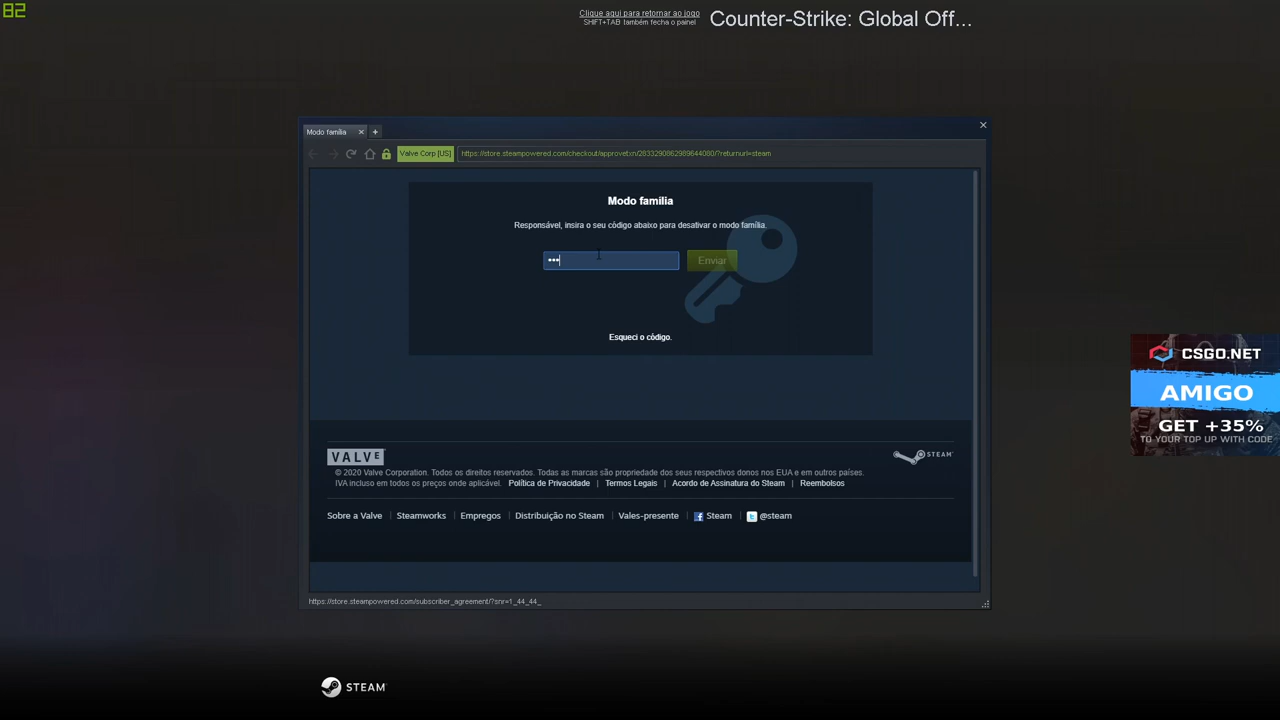 82
Clique aqui para retornar ao jogo
SHIFT+TAB também fecha o painel
Counter-Strike: Global Off...
Modo família
Valve Corp [US]
https://store.steampowered.com/checkout/approvetxn/2833290862989644080/?returnurl=steam
Modo família
Responsável, insira o seu código abaixo para desativar o modo família.
•••
Enviar
Esqueci o código.
CSGO.NET
AMIGO
GET +35%
TO YOUR TOP UP WITH CODE
VALVE
STEAM
© 2020 Valve Corporation. Todos os direitos reservados. Todas as marcas são propriedade dos seus respectivos donos nos EUA e em outros países.
IVA incluso em todos os preços onde aplicável. Política de Privacidade | Termos Legais | Acordo de Assinatura do Steam | Reembolsos
Sobre a Valve | Steamworks | Empregos | Distribuição no Steam | Vales-presente | Steam | @steam
https://store.steampowered.com/subscriber_agreement/?snr=1_44_44_
STEAM